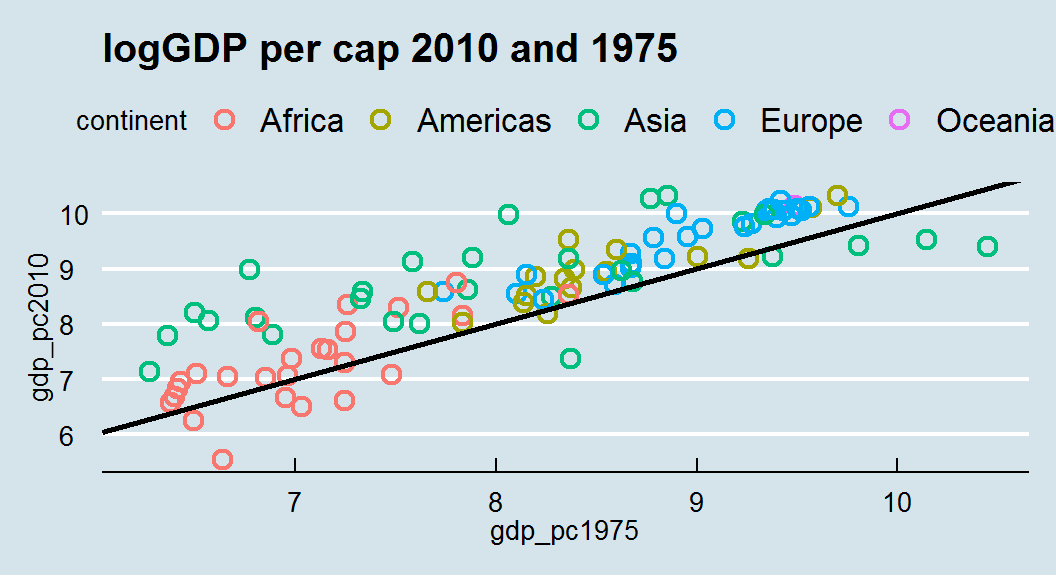 logGDP per cap 2010 and 1975
continent Africa Americas Asia Europe Oceania
10
9
8
7
6
gdp_pc2010
7 8 9 10
gdp_pc1975